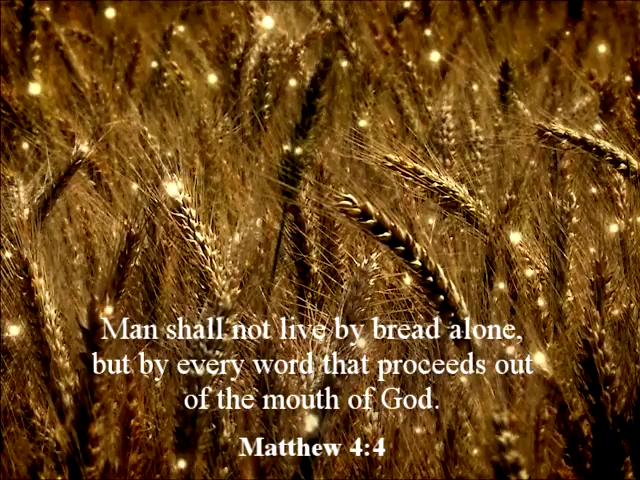 Man shall not live by bread alone,
but by every word that proceeds out
of the mouth of God.
Matthew 4:4